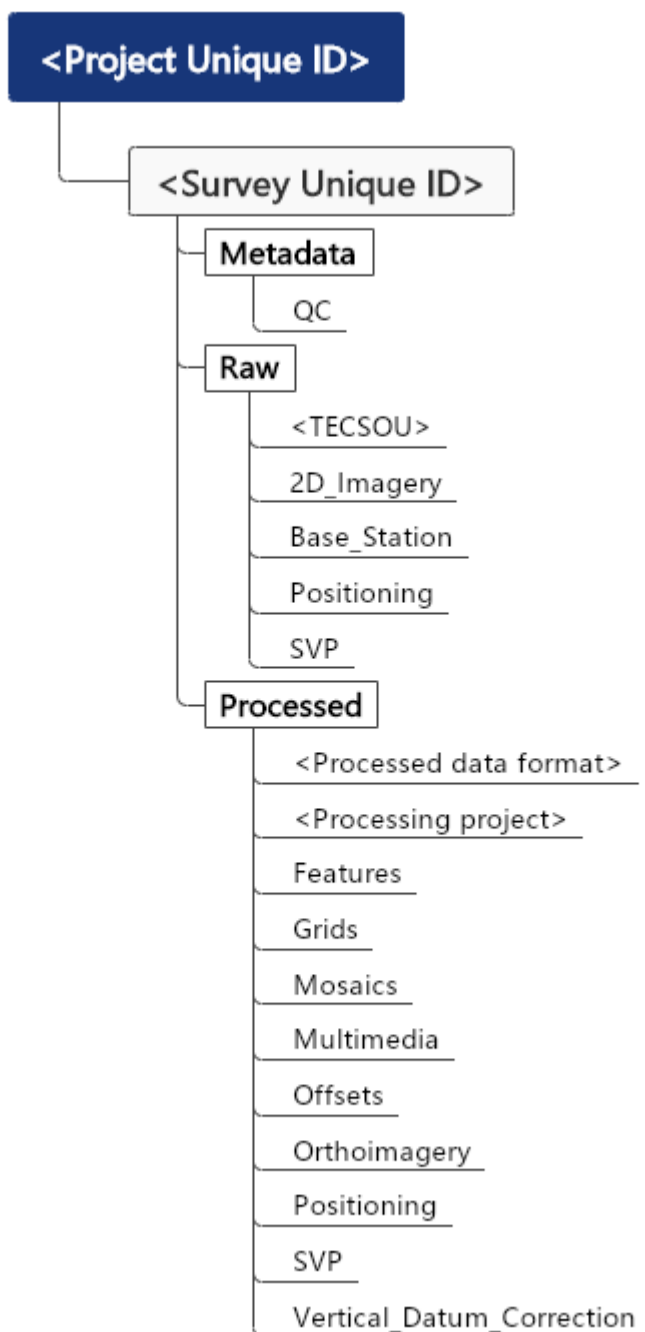 <Project Unique ID>
<Survey Unique ID>
Metadata
QC
Raw
<TECSOU>
2D_Imagery
Base_Station
Positioning
SVP
Processed
<Processed data format>
<Processing project>
Features
Grids
Mosaics
Multimedia
Offsets
Orthoimagery
Positioning
SVP
Vertical_Datum_Correction